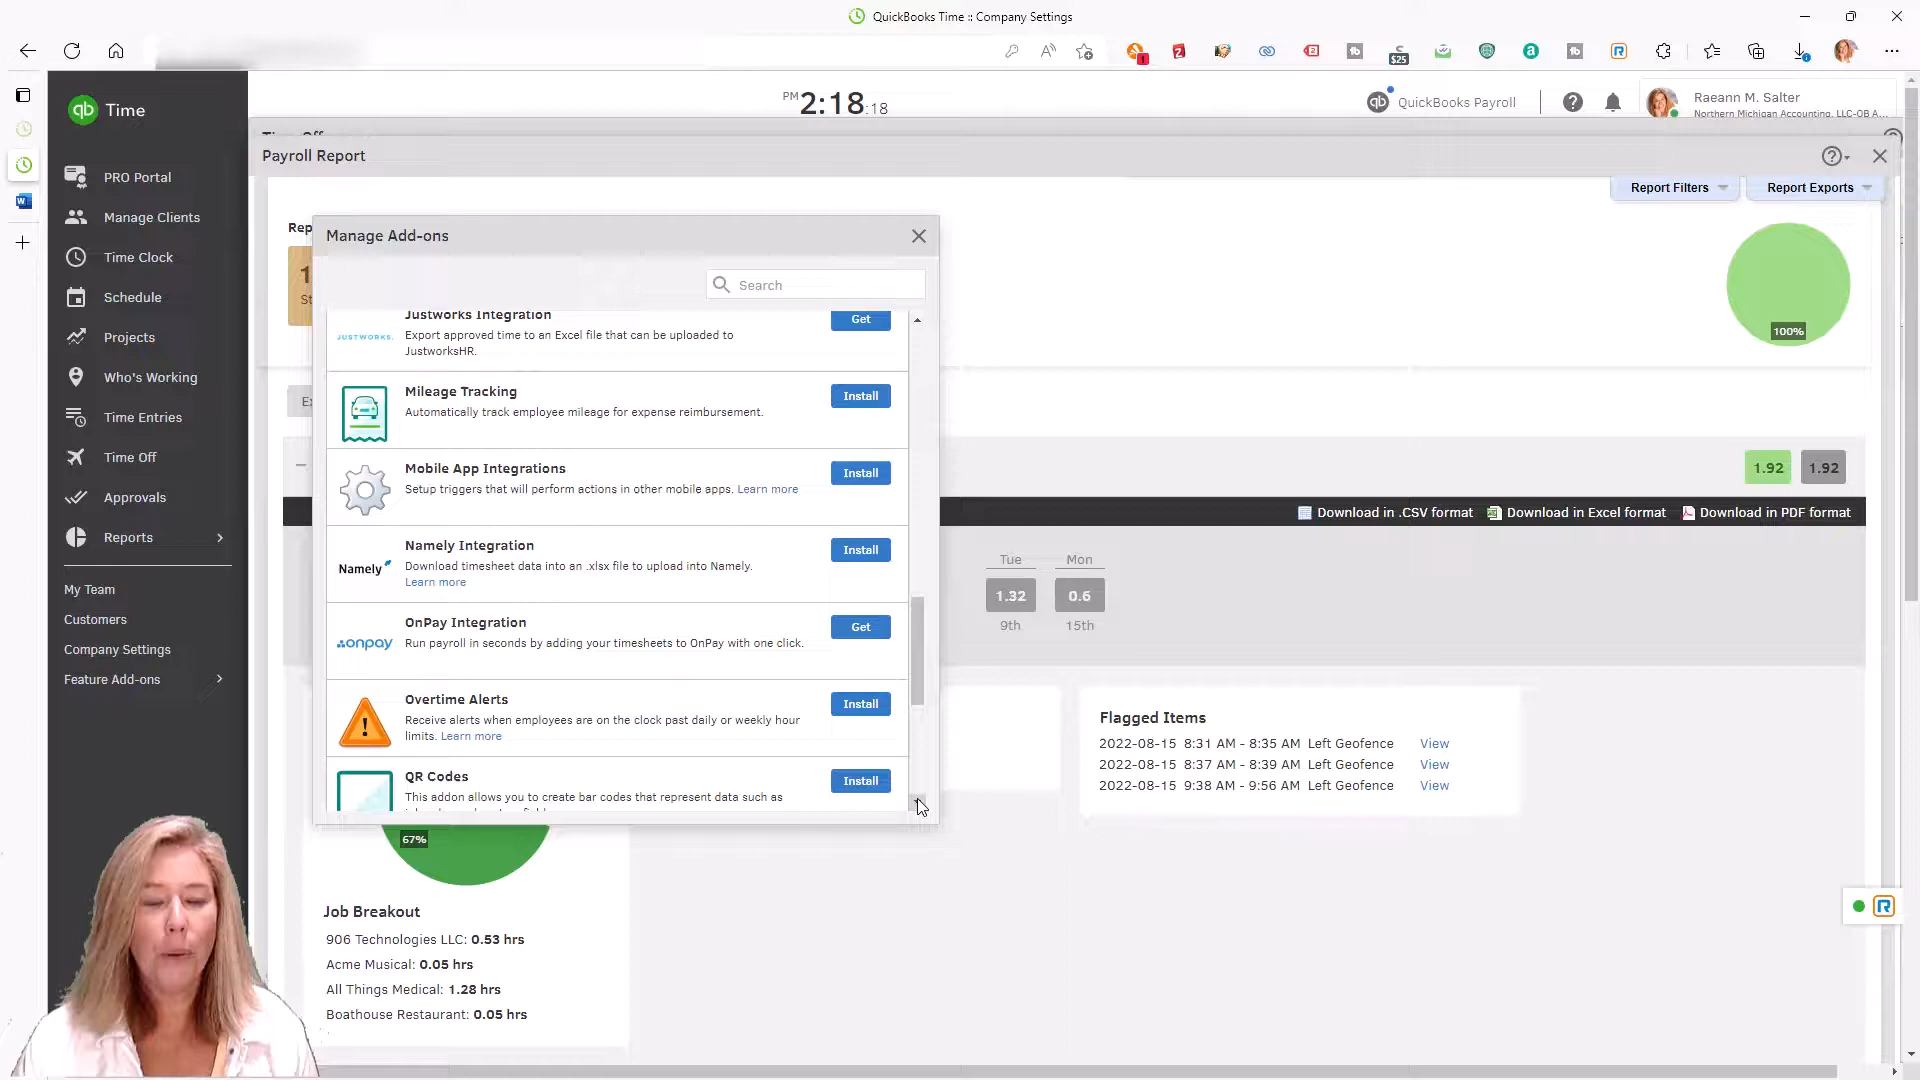 QuickBooks Time :: Company Settings
$25
qb Time
PM 2:18:18
qb QuickBooks Payroll
Raeann M. Salter
Northern Michigan Accounting, LLC-QB A...
PRO Portal
Manage Clients
Time Clock
Schedule
Projects
Who's Working
Time Entries
Time Off
Approvals
Reports
My Team
Customers
Company Settings
Feature Add-ons
Payroll Report
Report Filters
Report Exports
100%
Manage Add-ons
Search
Justworks Integration
Export approved time to an Excel file that can be uploaded to
JustworksHR.
JUSTWORKS.
Get
Mileage Tracking
Automatically track employee mileage for expense reimbursement.
Install
Mobile App Integrations
Setup triggers that will perform actions in other mobile apps. Learn more
Install
Namely Integration
Download timesheet data into an .xlsx file to upload into Namely.
Learn more
Namely
Install
OnPay Integration
Run payroll in seconds by adding your timesheets to OnPay with one click.
onpay
Get
Overtime Alerts
Receive alerts when employees are on the clock past daily or weekly hour
limits. Learn more
Install
QR Codes
This addon allows you to create bar codes that represent data such as
Install
1.92 1.92
Download in .CSV format Download in Excel format Download in PDF format
Tue Mon
1.32 0.6
9th 15th
Flagged Items
2022-08-15 8:31 AM - 8:35 AM Left Geofence View
2022-08-15 8:37 AM - 8:39 AM Left Geofence View
2022-08-15 9:38 AM - 9:56 AM Left Geofence View
67%
Job Breakout
906 Technologies LLC: 0.53 hrs
Acme Musical: 0.05 hrs
All Things Medical: 1.28 hrs
Boathouse Restaurant: 0.05 hrs